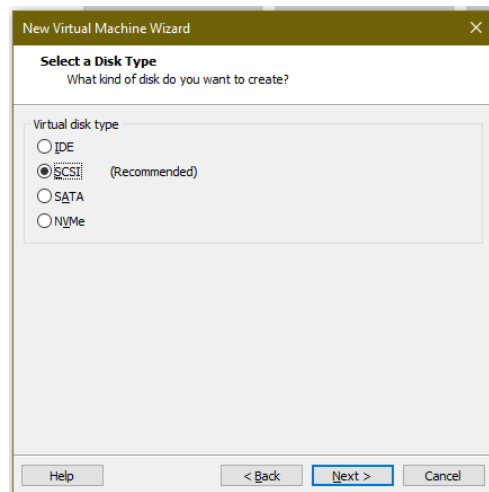 New Virtual Machine Wizard
Select a Disk Type
What kind of disk do you want to create?
Virtual disk type
IDE
SCSI (Recommended)
SATA
NVMe
Help < Back Next > Cancel